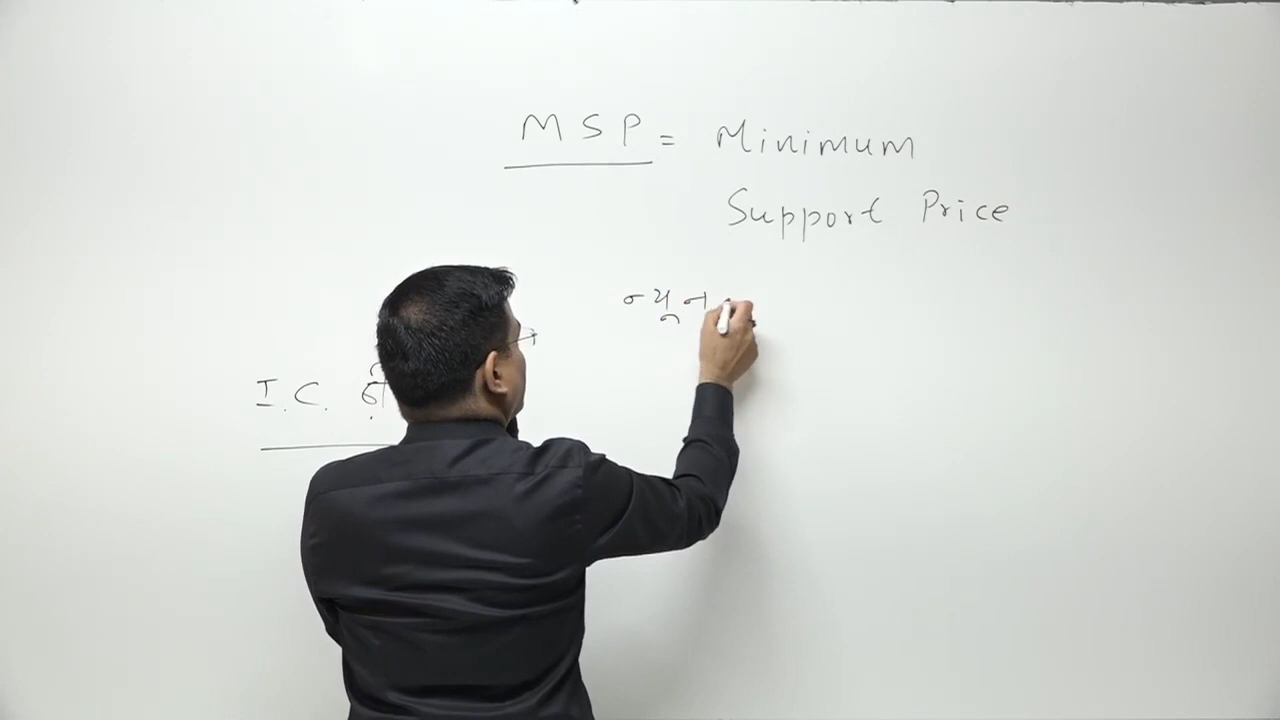 MSP = Minimum
Support Price
ન્યુન
I.C.